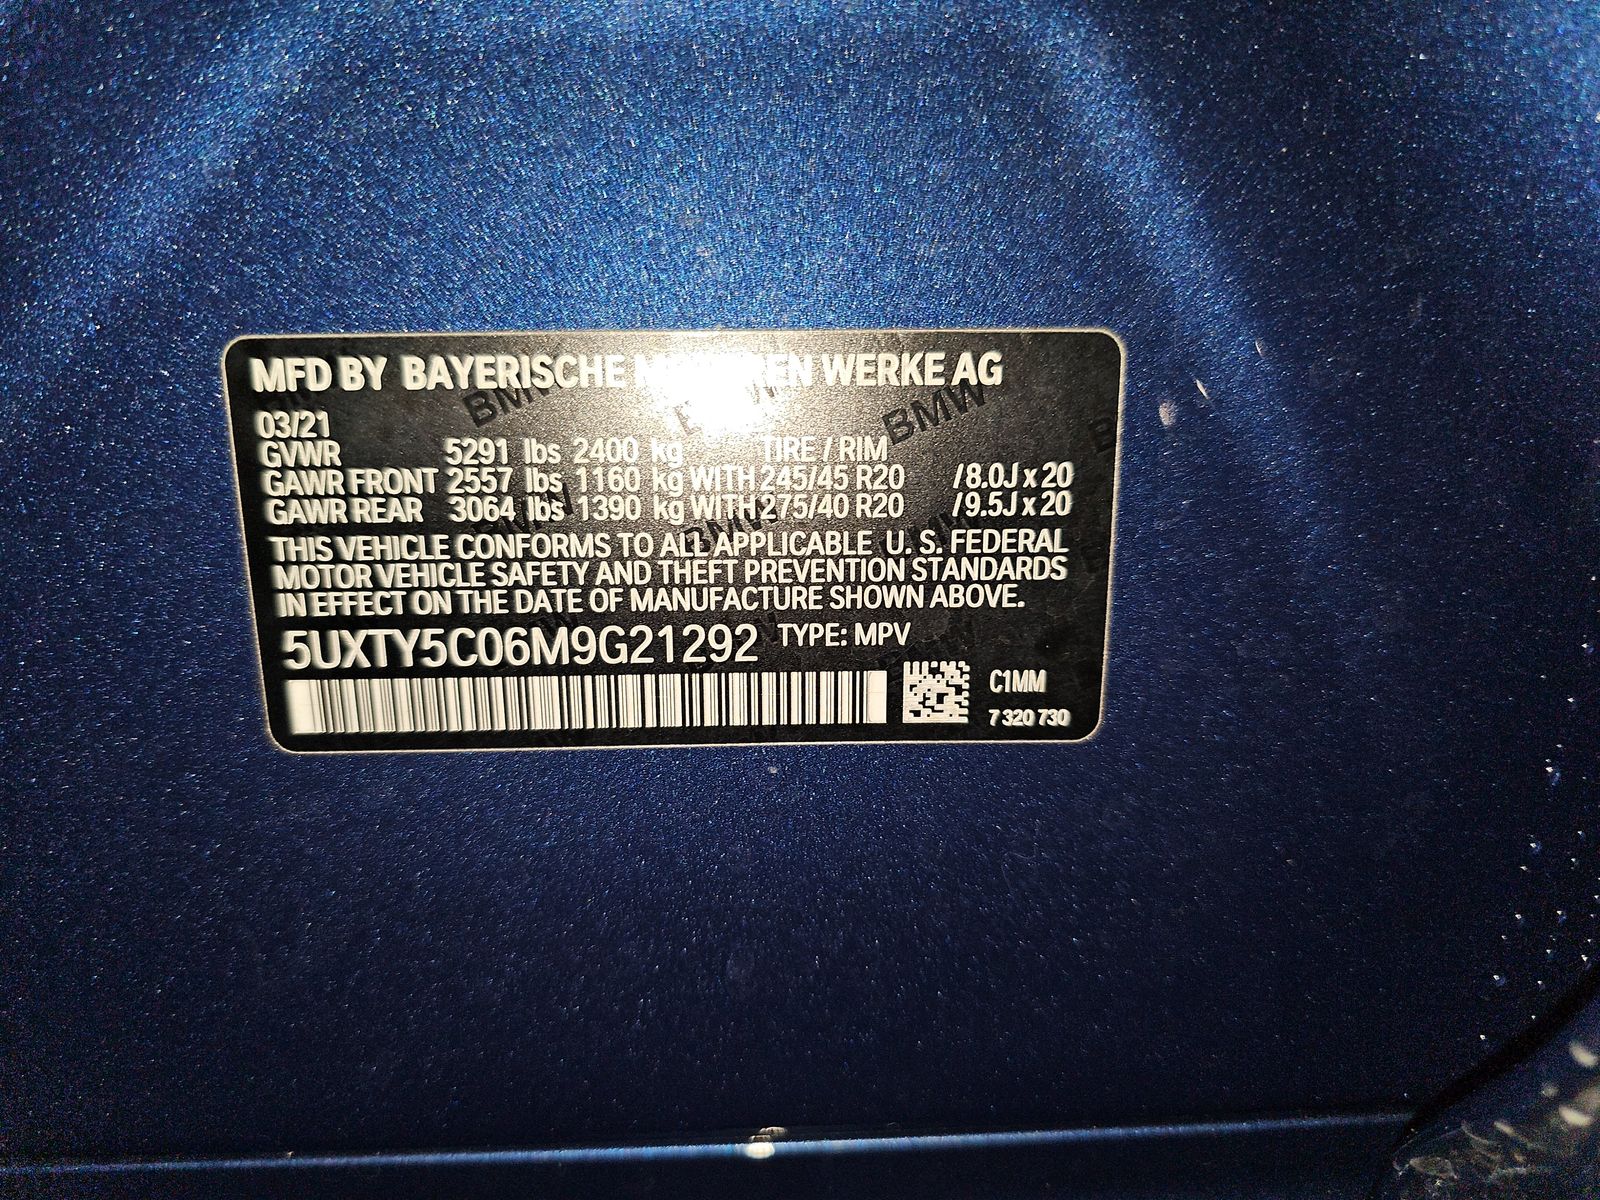 MFD BY BAYERISCHE WERKE AG
03/21
GVWR 5291 lbs 2400 kg TIRE / RIM
GAWR FRONT 2557 lbs 1160 kg WITH 245/45 R20 /8.0J x 20
GAWR REAR 3064 lbs 1390 kg WITH 275/40 R20 /9.5J x 20
THIS VEHICLE CONFORMS TO ALL APPLICABLE U. S. FEDERAL
MOTOR VEHICLE SAFETY AND THEFT PREVENTION STANDARDS
IN EFFECT ON THE DATE OF MANUFACTURE SHOWN ABOVE.
5UXTY5C06M9G21292 TYPE: MPV
C1MM
7 320 730